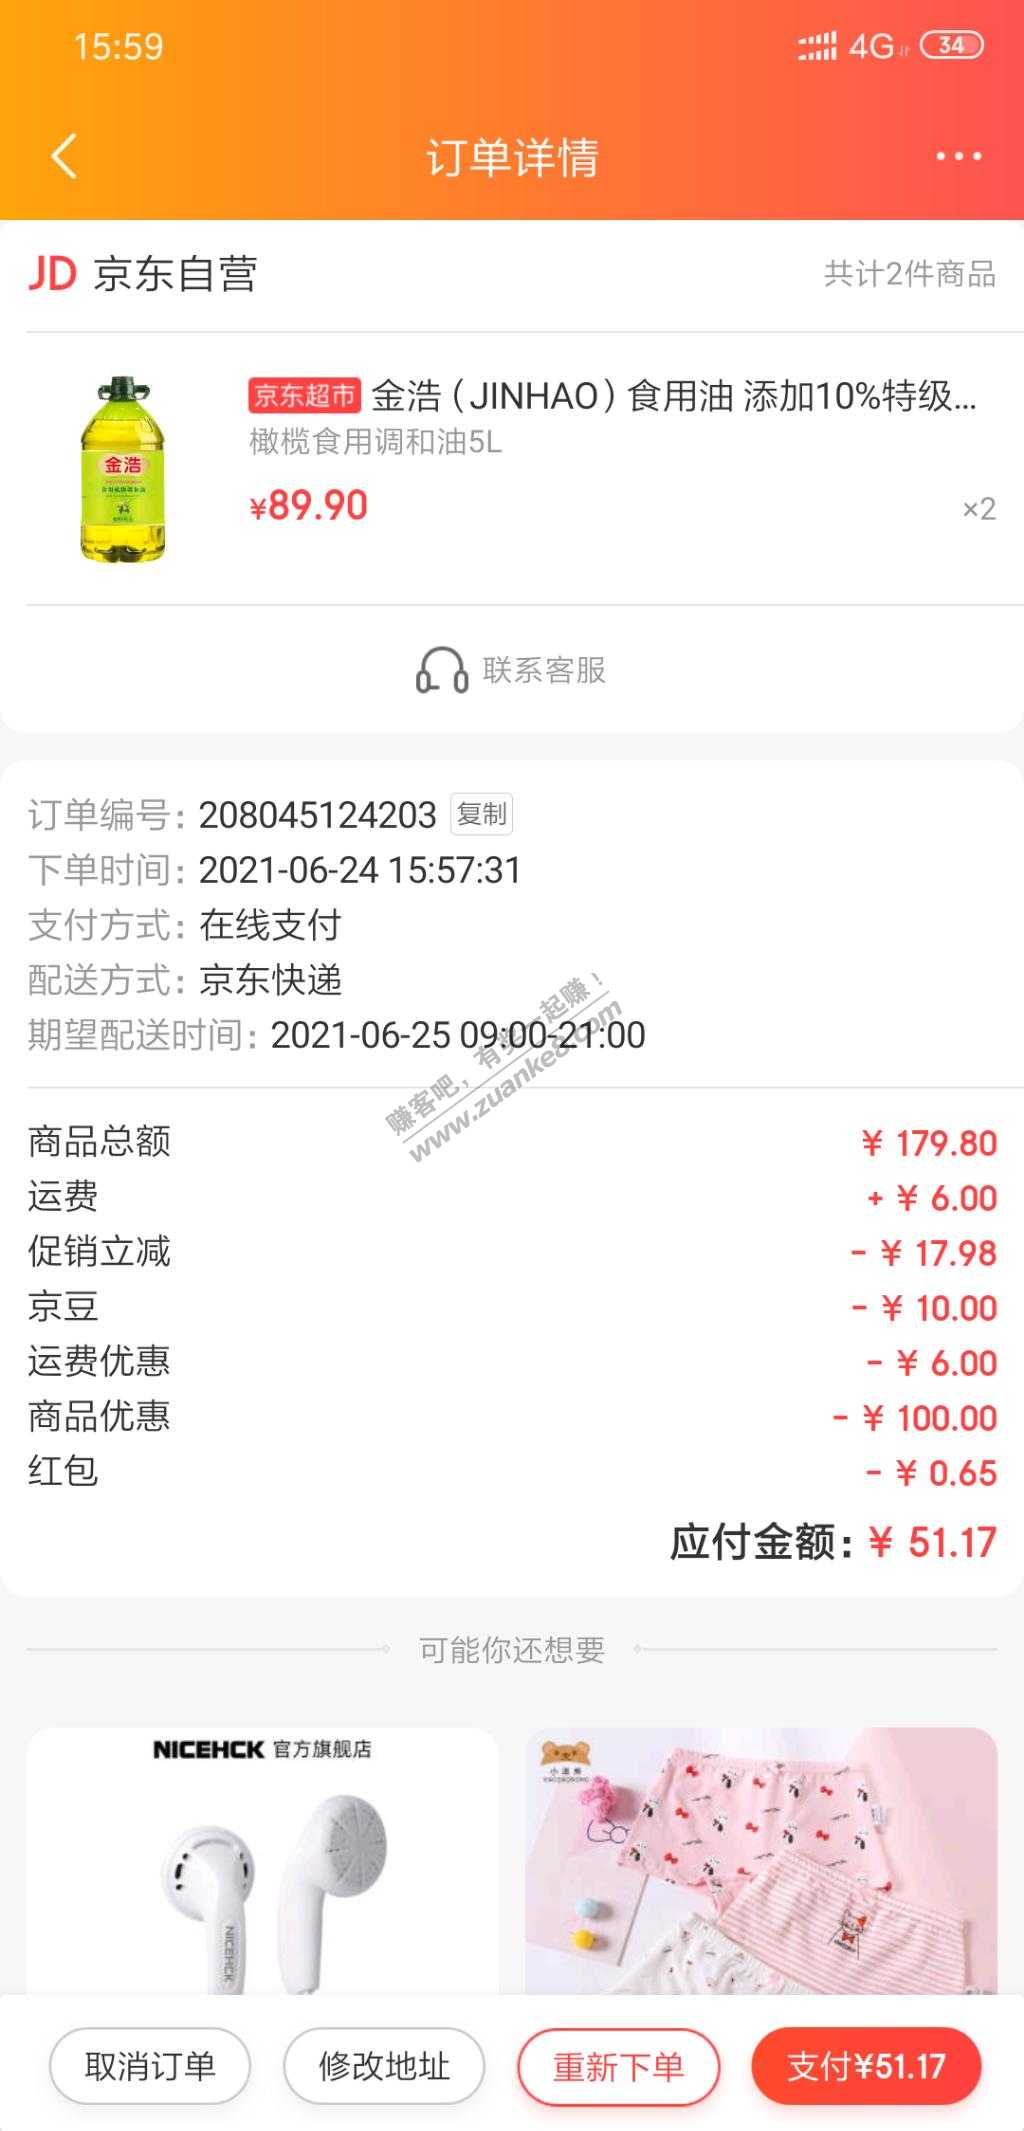 15:59
4G 34
订单详情
JD 京东自营
共计2件商品
京东超市 金浩（JINHAO）食用油 添加10%特级...
橄榄食用调和油5L
¥89.90
×2
金浩
联系客服
订单编号：208045124203 复制
下单时间：2021-06-24 15:57:31
支付方式：在线支付
配送方式：京东快递
期望配送时间：2021-06-25 09:00-21:00
赚客吧，有奖一起赚！
www.zuanke8.com
商品总额 ¥ 179.80
运费 + ¥ 6.00
促销立减 - ¥ 17.98
京豆 - ¥ 10.00
运费优惠 - ¥ 6.00
商品优惠 - ¥ 100.00
红包 - ¥ 0.65
应付金额：¥ 51.17
可能你还想要
NICEHCK 官方旗舰店
NICEHCK
取消订单
修改地址
重新下单
支付¥51.17